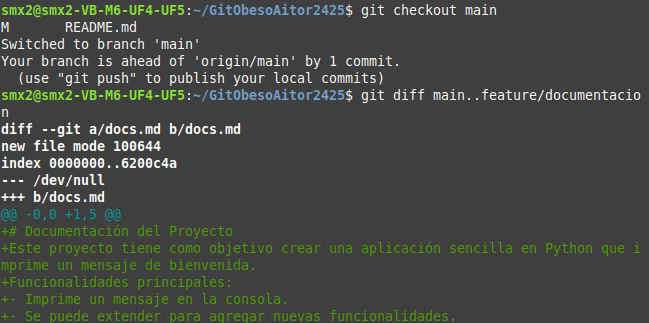 smx2@smx2-VB-M6-UF4-UF5:~/GitObesoAitor2425$ git checkout main
M       README.md
Switched to branch 'main'
Your branch is ahead of 'origin/main' by 1 commit.
  (use "git push" to publish your local commits)
smx2@smx2-VB-M6-UF4-UF5:~/GitObesoAitor2425$ git diff main..feature/documentacio
n
diff --git a/docs.md b/docs.md
new file mode 100644
index 0000000..6200c4a
--- /dev/null
+++ b/docs.md
@@ -0,0 +1,5 @@
+# Documentación del Proyecto
+Este proyecto tiene como objetivo crear una aplicación sencilla en Python que i
mprime un mensaje de bienvenida.
+Funcionalidades principales:
+- Imprime un mensaje en la consola.
+- Se puede extender para agregar nuevas funcionalidades.